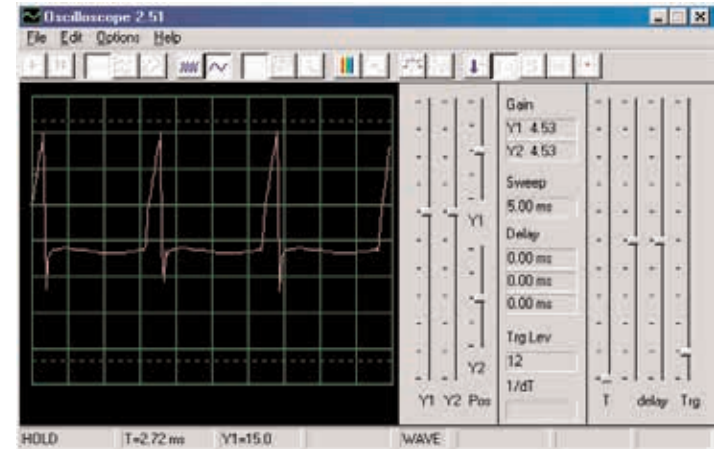 Oscilloscope 2.51
File Edit Options Help
Gain
Y1 4.53
Y2 4.53
Sweep
5.00 ms
Y1
Delay
0.00 ms
0.00 ms
0.00 ms
Trg Lev
12
Y2
1/dT
Y1 Y2 Pos
T delay Trg
HOLD T=2.72 ms Y1=15.0 WAVE